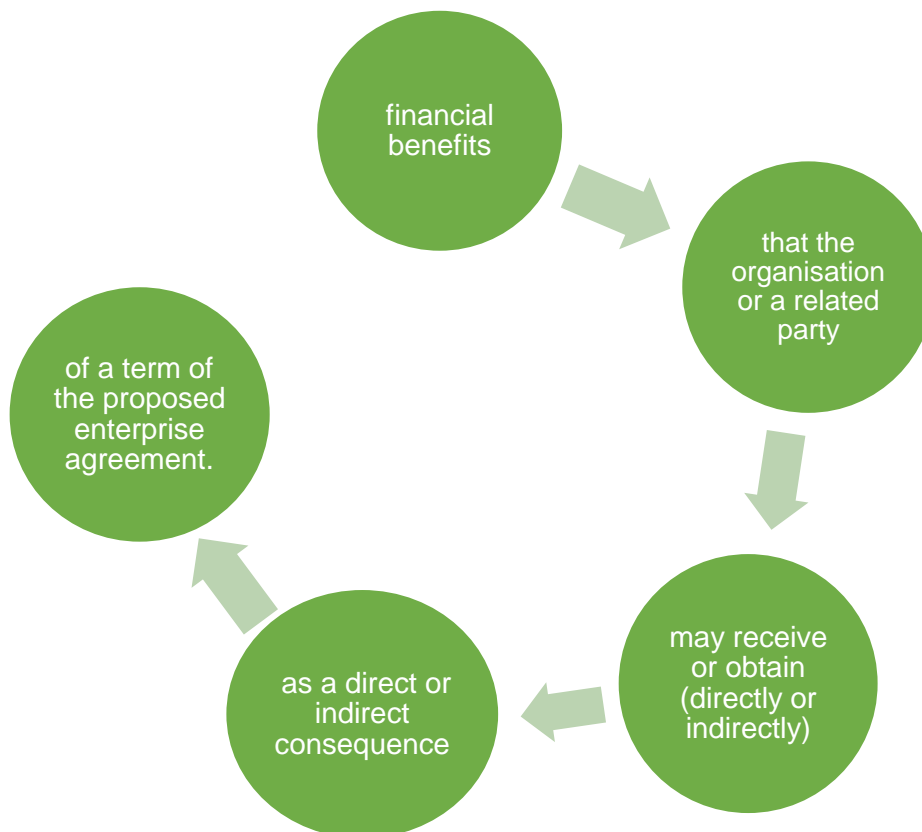 financial
benefits
that the
organisation
or a related
party
may receive
or obtain
(directly or
indirectly)
as a direct or
indirect
consequence
of a term of
the proposed
enterprise
agreement.